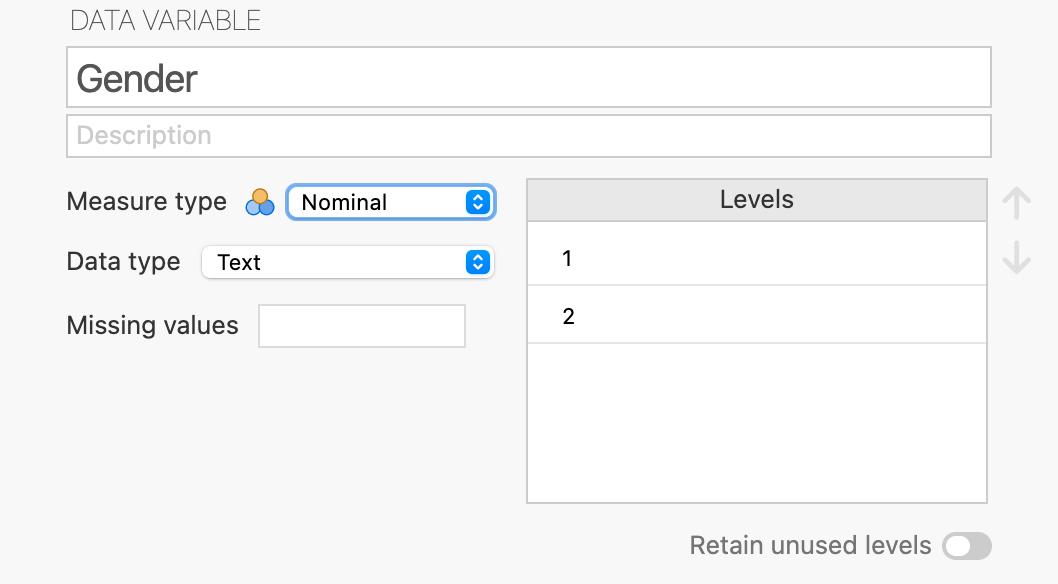 DATA VARIABLE
Gender
Description
Measure type Nominal
Levels
Data type Text
1
Missing values
2
Retain unused levels